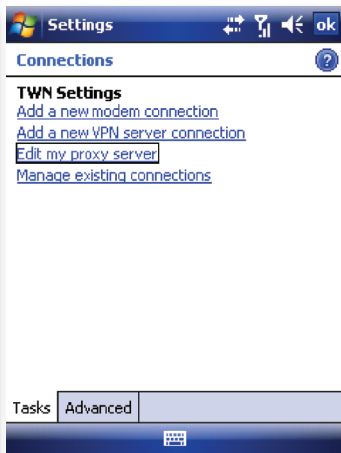 Settings
ok
Connections
?
TWN Settings
Add a new modem connection
Add a new VPN server connection
Edit my proxy server
Manage existing connections
Tasks Advanced